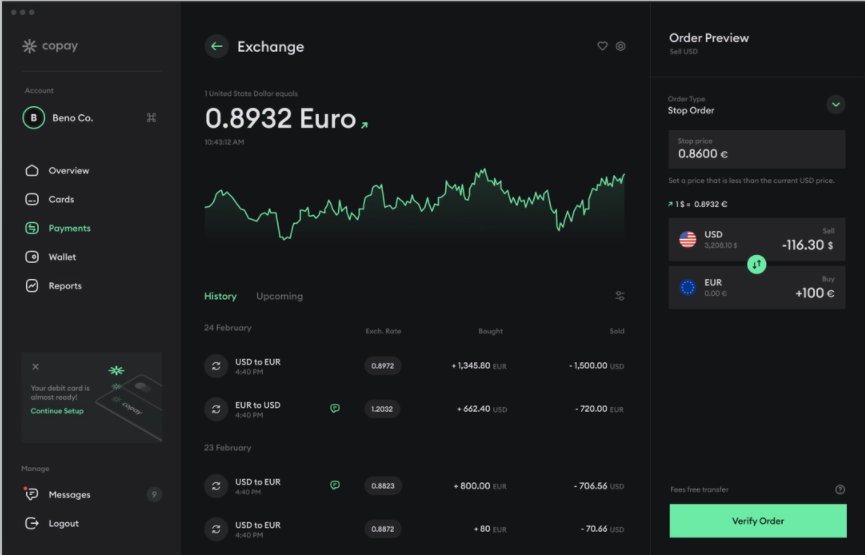 copay
Account
B
Beno Co.
Overview
Cards
Payments
Wallet
Reports
Your debit card is
almost ready!
Continue Setup
copay
Manage
Messages
9
Logout
Exchange
1 United State Dollar equals
0.8932 Euro
10:43:12 AM
History
Upcoming
24 February
Exch. Rate
Bought
Sold
USD to EUR
4:40 PM
0.8972
+ 1,345.80 EUR
- 1,500.00 USD
EUR to USD
4:40 PM
1.2032
+ 662.40 USD
- 720.00 EUR
23 February
USD to EUR
4:40 PM
0.8823
+ 800.00 EUR
- 706.56 USD
USD to EUR
4:40 PM
0.8872
+ 80 EUR
- 70.66 USD
Order Preview
Sell USD
Order Type
Stop Order
Stop price
0.8600 €
Set a price that is less than the current USD price.
1 $ = 0.8932 €
USD
3,208.10 $
Sell
-116.30 $
EUR
0.00 €
Buy
+100 €
Fees free transfer
Verify Order